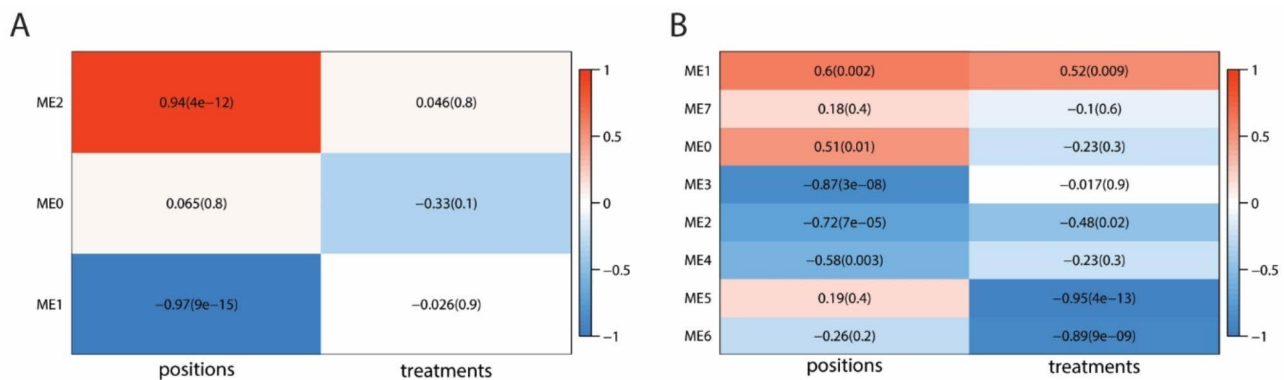 A
B
ME2 0.94(4e−12) 0.046(0.8)
ME0 0.065(0.8) −0.33(0.1)
ME1 −0.97(9e−15) −0.026(0.9)
positions treatments
1
0.5
0
−0.5
−1
ME1 0.6(0.002) 0.52(0.009)
ME7 0.18(0.4) −0.1(0.6)
ME0 0.51(0.01) −0.23(0.3)
ME3 −0.87(3e−08) −0.017(0.9)
ME2 −0.72(7e−05) −0.48(0.02)
ME4 −0.58(0.003) −0.23(0.3)
ME5 0.19(0.4) −0.95(4e−13)
ME6 −0.26(0.2) −0.89(9e−09)
positions treatments
1
0.5
0
−0.5
−1